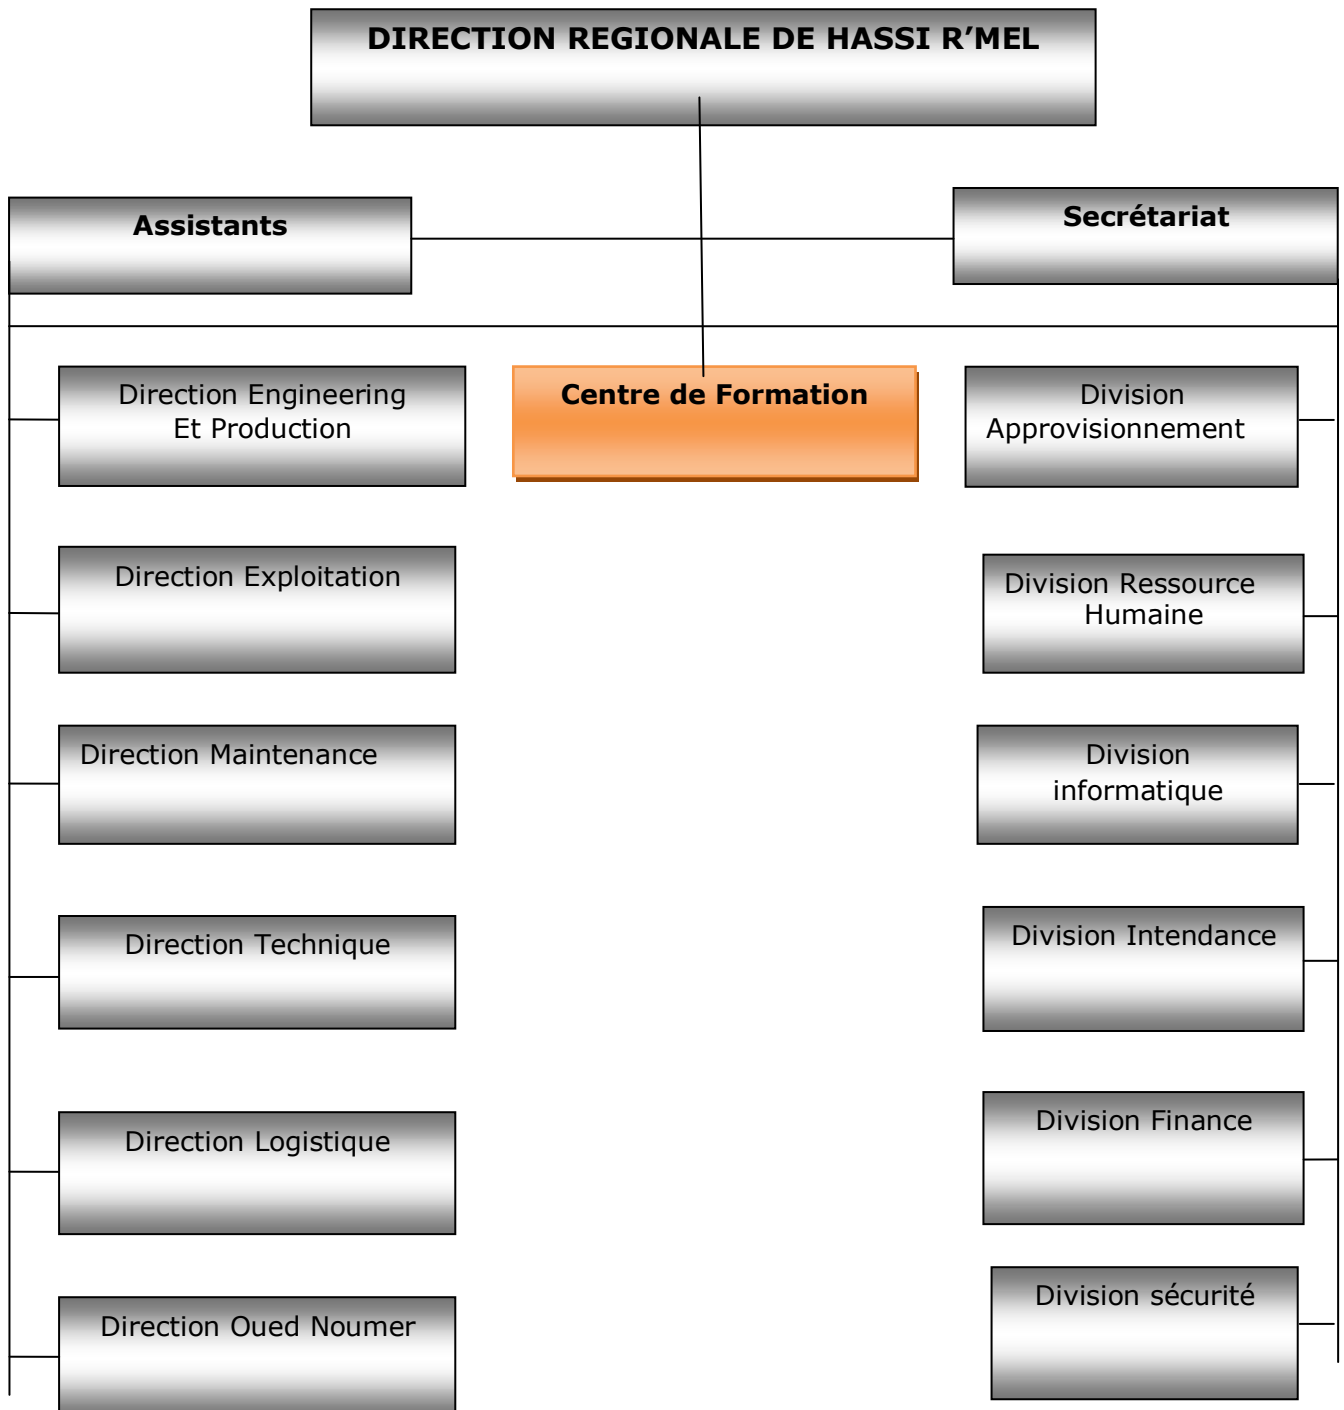 DIRECTION REGIONALE DE HASSI R’MEL
Assistants
Secrétariat
Direction Engineering
Et Production
Centre de Formation
Division
Approvisionnement
Direction Exploitation
Division Ressource
Humaine
Direction Maintenance
Division
informatique
Direction Technique
Division Intendance
Direction Logistique
Division Finance
Direction Oued Noumer
Division sécurité